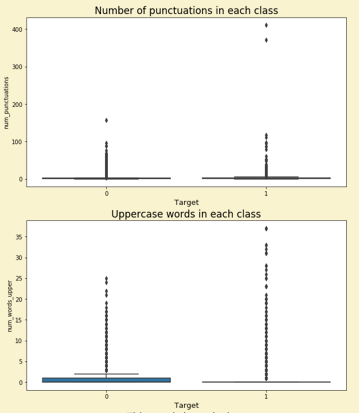 Number of punctuations in each class
400
300
200
100
0
num_punctuations
0 1
Target
Uppercase words in each class
35
30
25
20
15
10
5
0
num_words_upper
0 1
Target